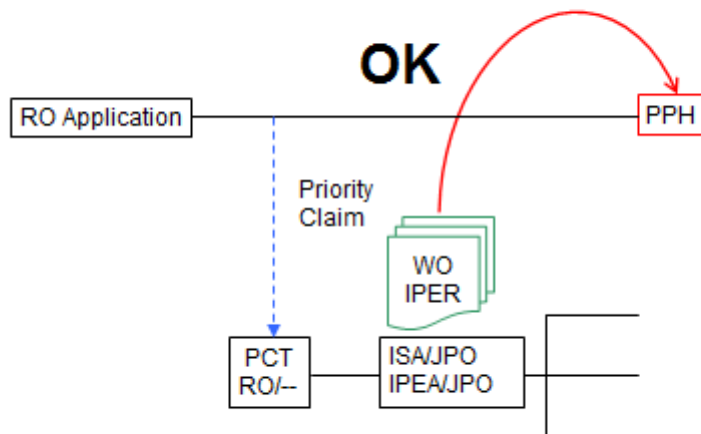 OK
RO Application
PPH
Priority
Claim
WO
IPER
PCT
RO/--
ISA/JPO
IPEA/JPO